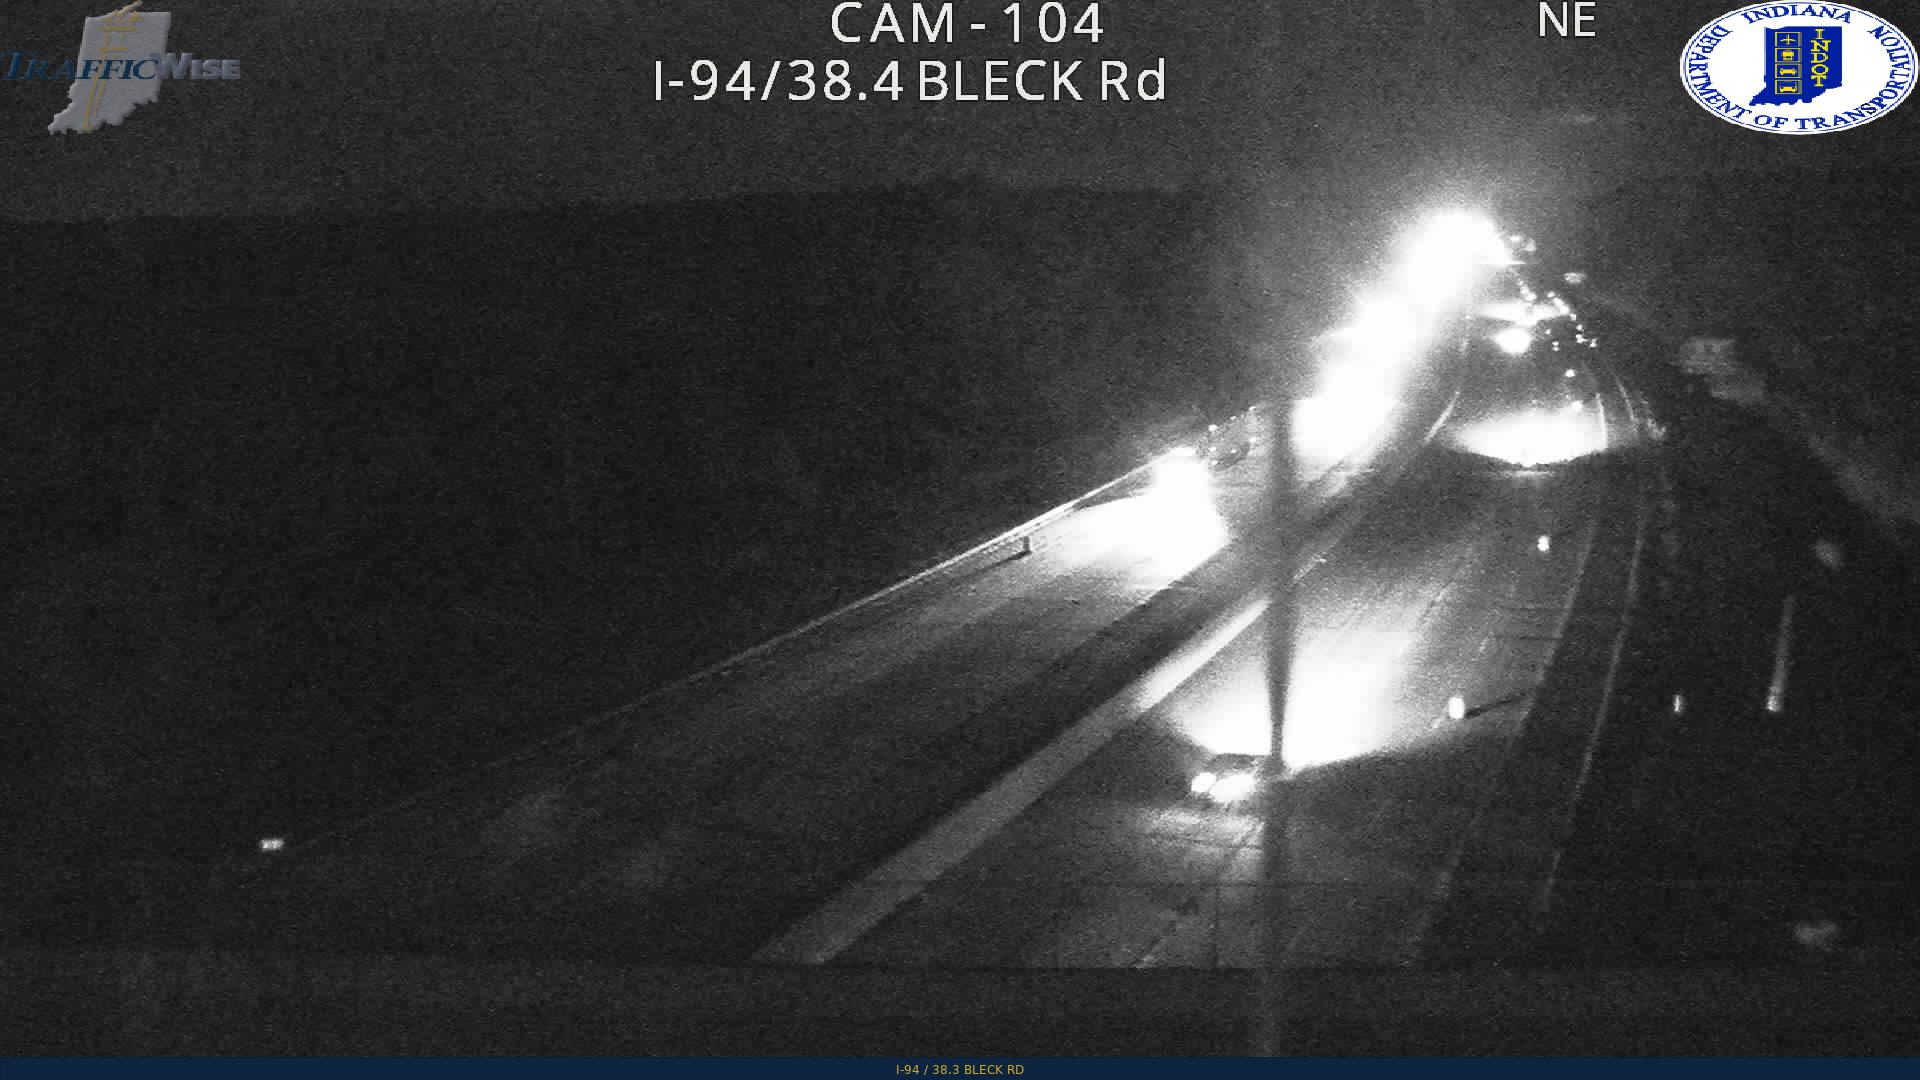 CAM - 104
NE
I-94/38.4 BLECK Rd
TRAFFICWISE
INDIANA
DEPARTMENT OF TRANSPORTATION
INDOT
I-94 / 38.3 BLECK RD